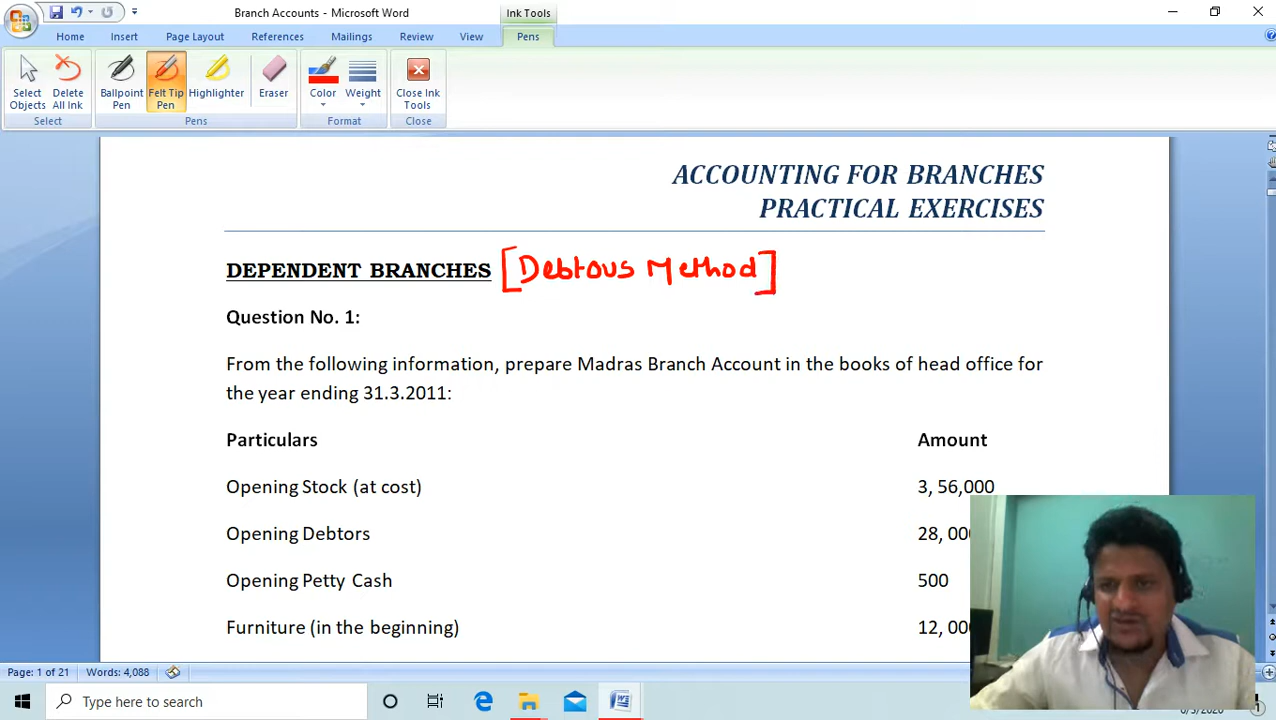 Branch Accounts - Microsoft Word
Ink Tools
Home Insert Page Layout References Mailings Review View Pens
Select Objects
Delete All Ink
Ballpoint Pen
Felt Tip Pen
Highlighter
Eraser
Color
Weight
Close Ink Tools
Select Pens Format Close
ACCOUNTING FOR BRANCHES
PRACTICAL EXERCISES
DEPENDENT BRANCHES [Debtous Method]
Question No. 1:
From the following information, prepare Madras Branch Account in the books of head office for
the year ending 31.3.2011:
Particulars Amount
Opening Stock (at cost) 3, 56,000
Opening Debtors 28, 00
Opening Petty Cash 500
Furniture (in the beginning) 12, 00
Page: 1 of 21 Words: 4,088
Type here to search